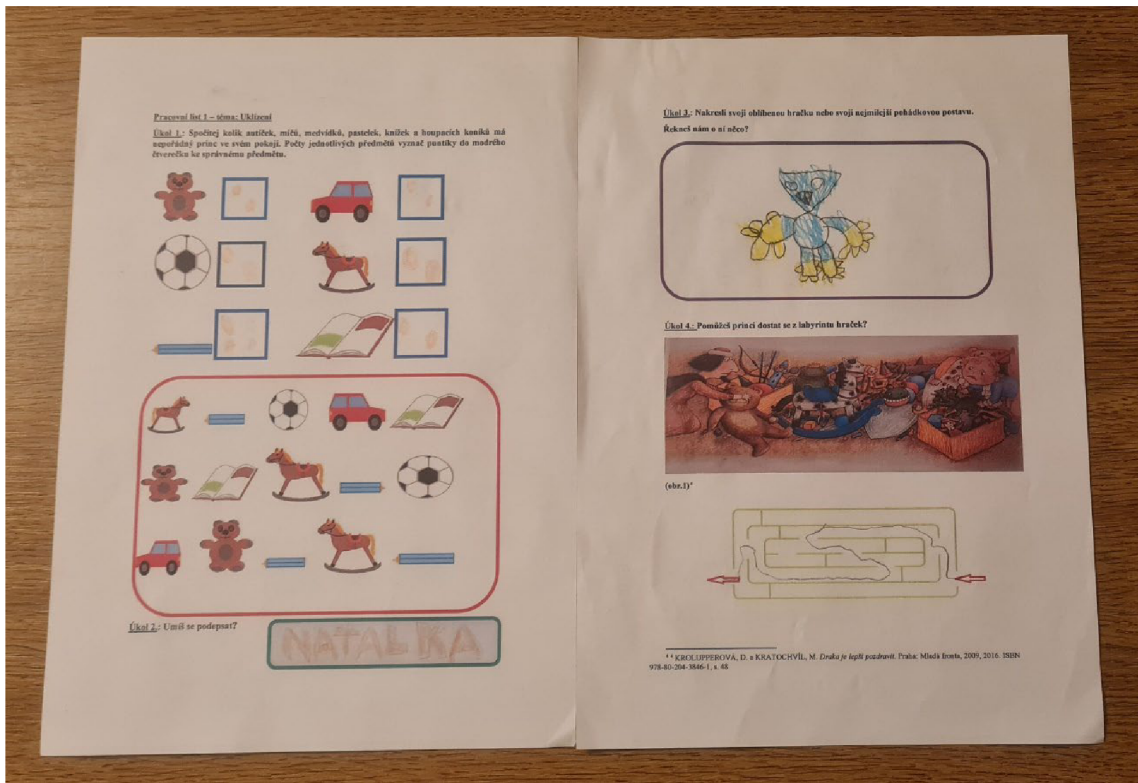 Pracovní list 1 – téma: Uklízení
Úkol 1.: Spočítej kolik autíček, míčů, medvídků, pastelek, knížek a houpacích koníků má
nepořádný princ ve svém pokoji. Počty jednotlivých předmětů vyznač puntíky do modrého
čtverečku ke správnému předmětu.
Úkol 2.: Umíš se podepsat?
NATALKA
Úkol 3.: Nakresli svoji oblíbenou hračku nebo svoji nejmilejší pohádkovou postavu.
Řekneš nám o ní něco?
Úkol 4.: Pomůžeš princi dostat se z labyrintu hraček?
(obr.1)*
** KROLUPPEROVÁ, D. a KRATOCHVÍL, M. Draka je lepší pozdravit. Praha: Mladá fronta, 2009, 2016. ISBN
978-80-204-3846-1, s. 48